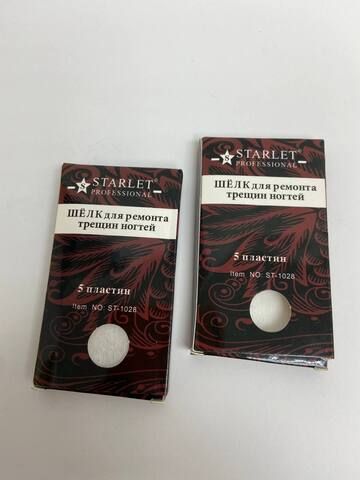 STARLET®
PROFESSIONAL
ШЁЛК для ремонта
трещин ногтей
5 пластин
Item NO: ST-1028
S STARLET®
PROFESSIONAL
ШЁЛК для ремонта
трещин ногтей
5 пластин
Item NO: ST-1028